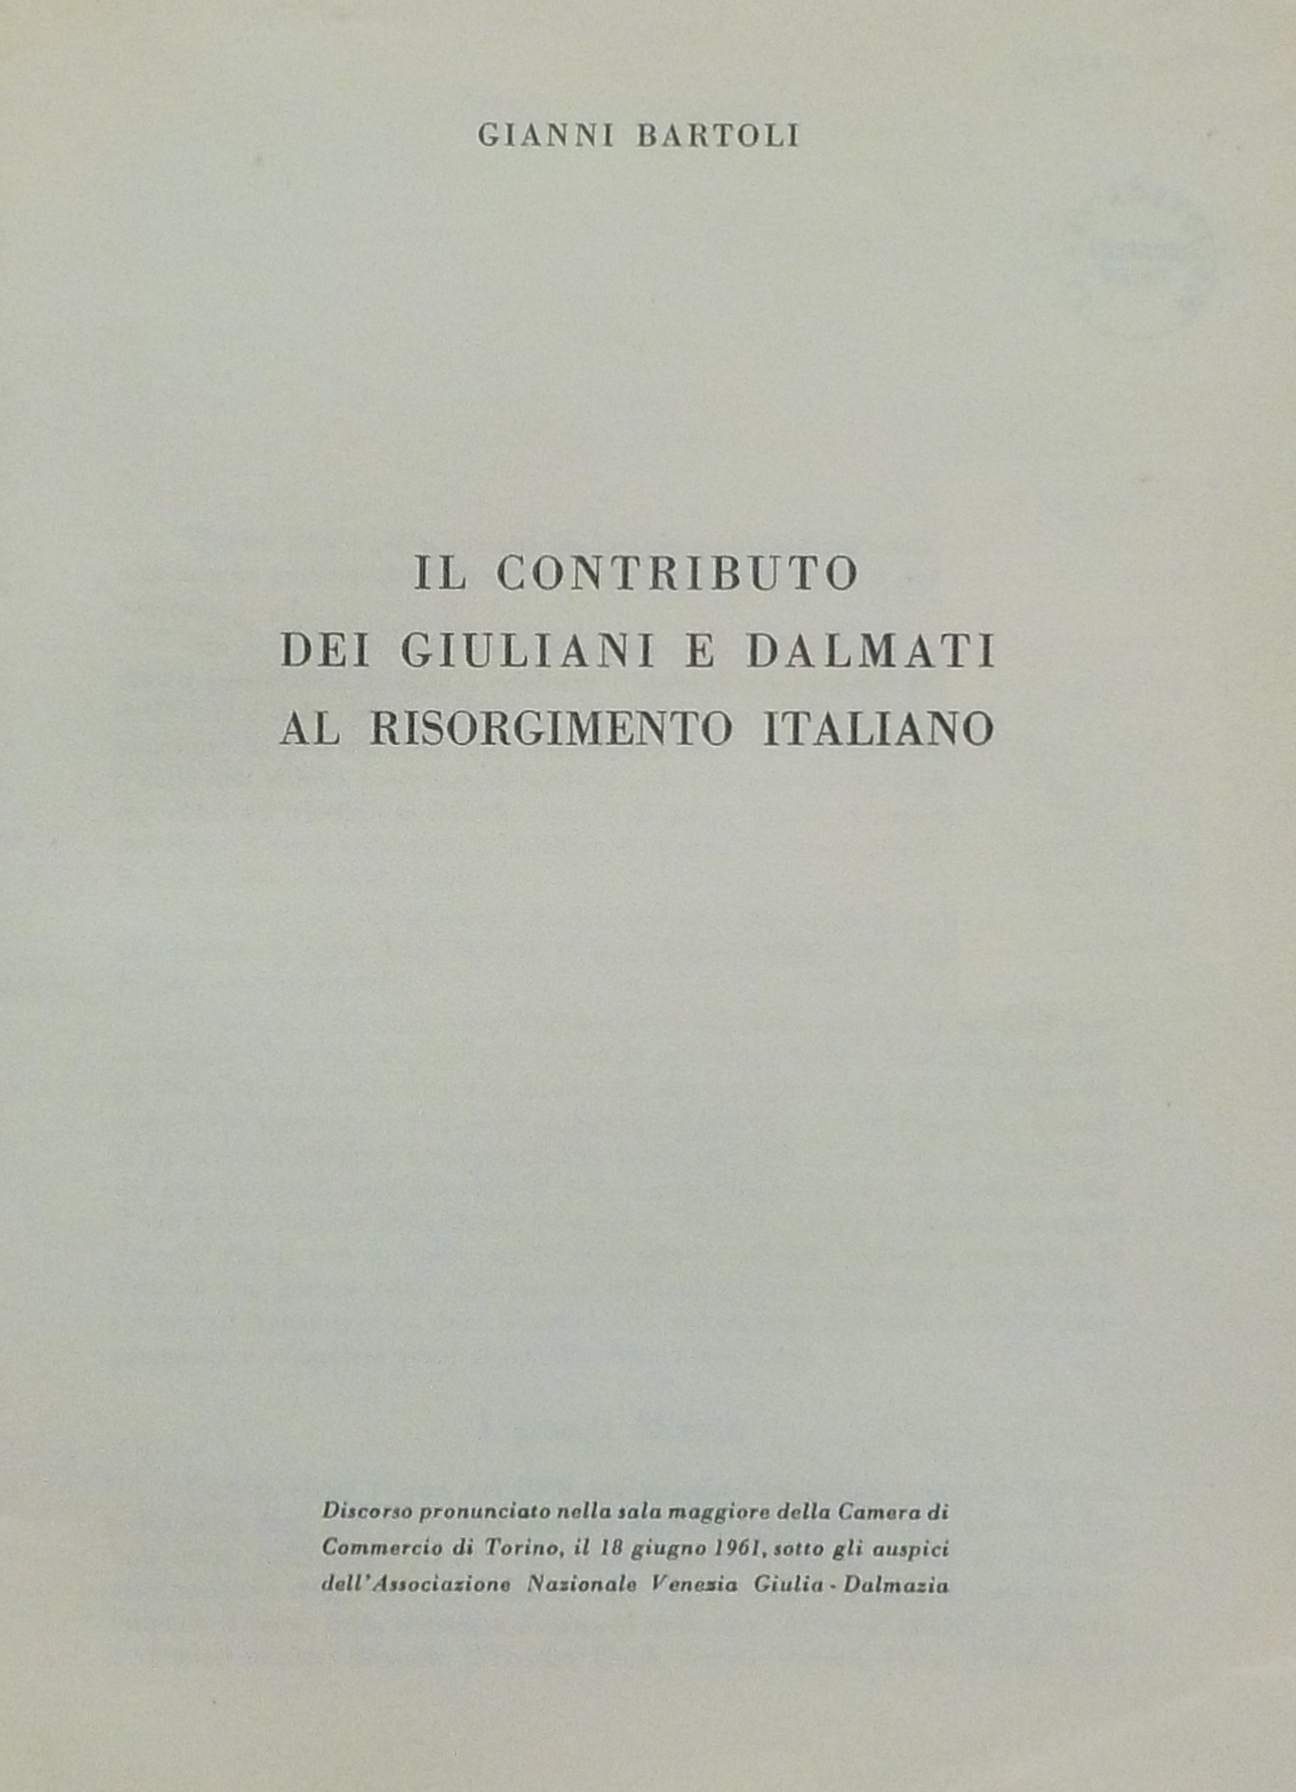 GIANNI BARTOLI
IL CONTRIBUTO
DEI GIULIANI E DALMATI
AL RISORGIMENTO ITALIANO
Discorso pronunciato nella sala maggiore della Camera di
Commercio di Torino, il 18 giugno 1961, sotto gli auspici
dell'Associazione Nazionale Venezia Giulia - Dalmazia